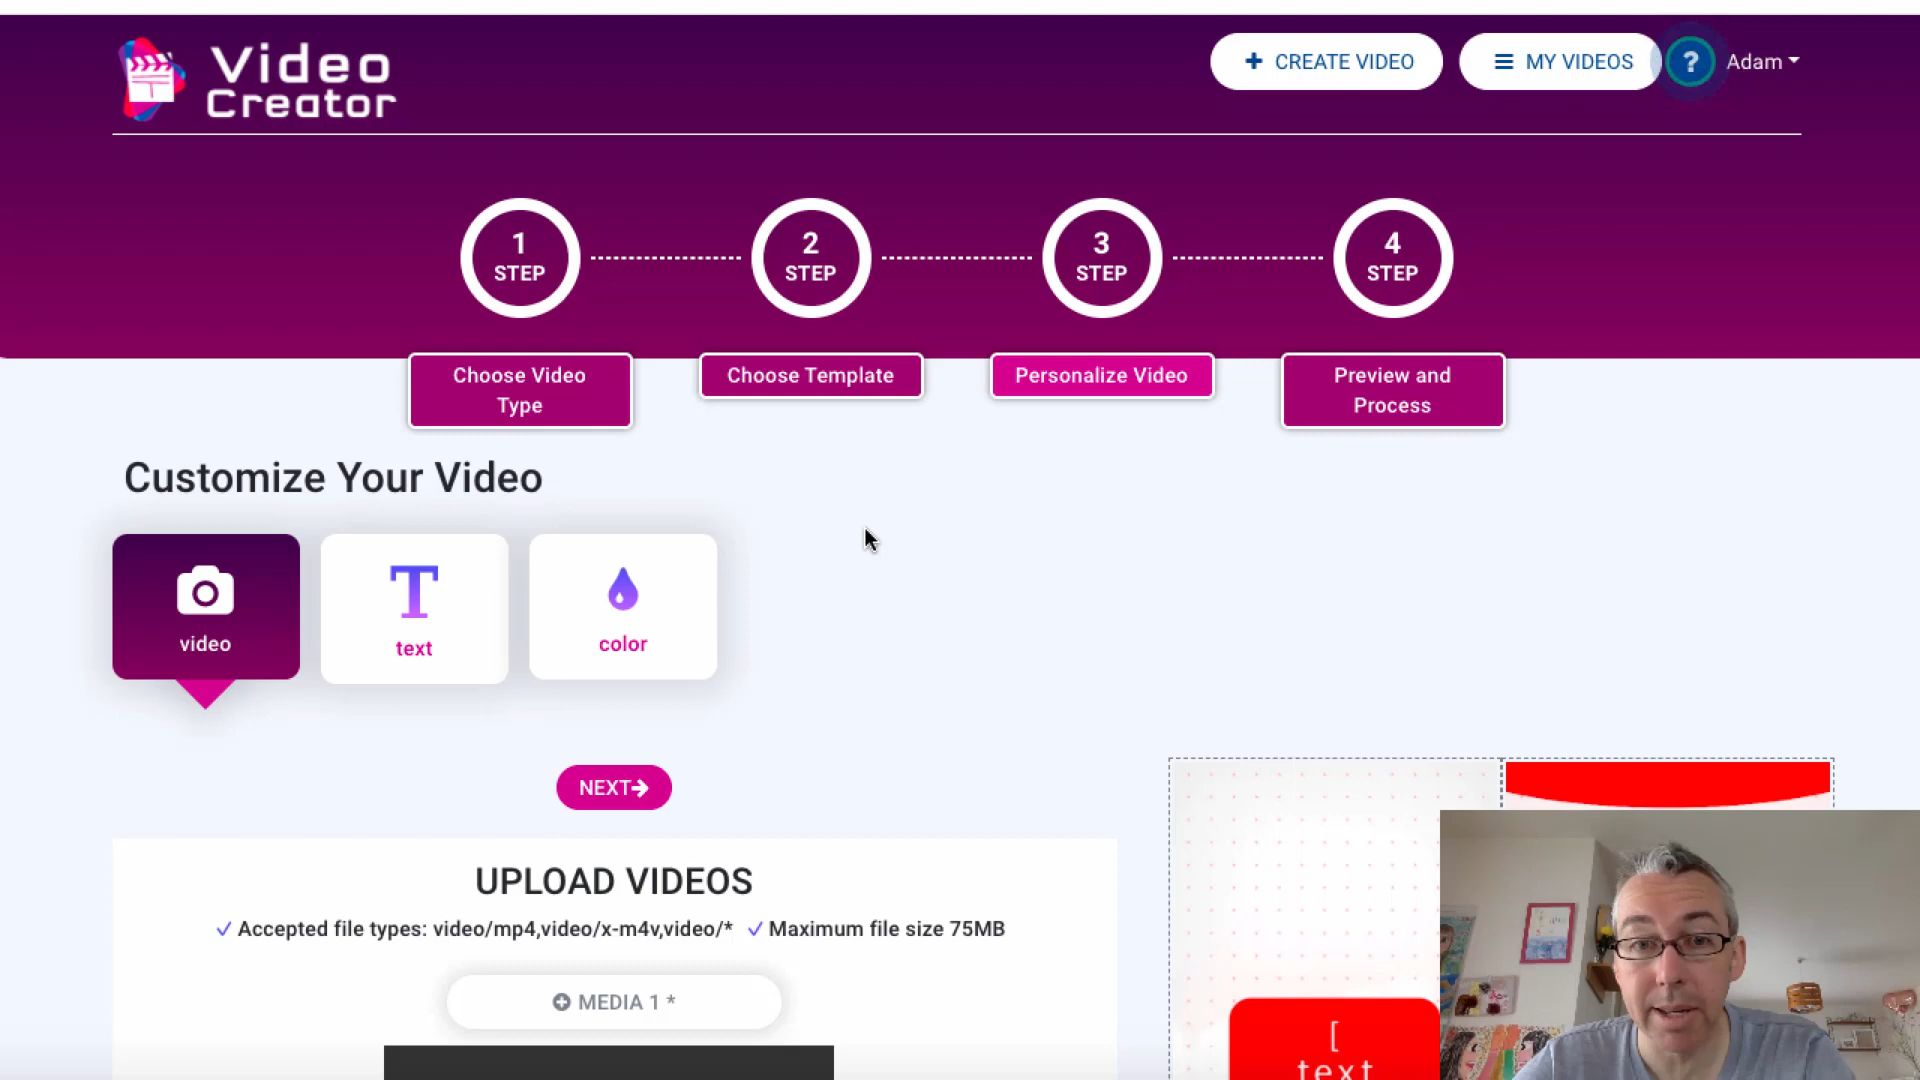 Video
Creator
CREATE VIDEO
MY VIDEOS
?
Adam
1
STEP
2
STEP
3
STEP
4
STEP
Choose Video
Type
Choose Template
Personalize Video
Preview and
Process
Customize Your Video
video
T
text
color
NEXT
UPLOAD VIDEOS
Accepted file types: video/mp4,video/x-m4v,video/* Maximum file size 75MB
MEDIA 1 *
[
text